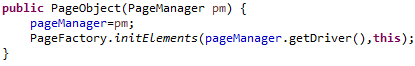 public PageObject(PageManager pm) {
    pageManager=pm;
    PageFactory.initElements(pageManager.getDriver(),this);
}